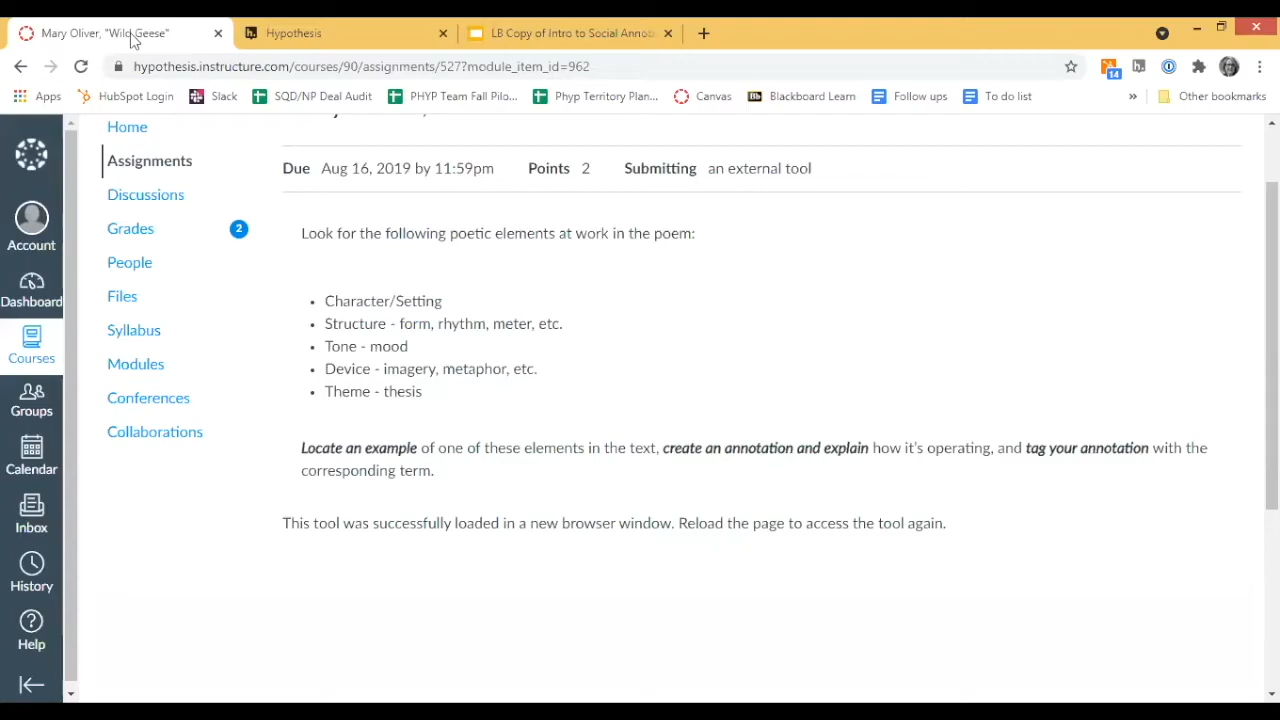 Mary Oliver, "Wild Geese"
Hypothesis
LB Copy of Intro to Social Annot
hypothesis.instructure.com/courses/90/assignments/527?module_item_id=962
14
Apps
HubSpot Login
Slack
SQD/NP Deal Audit
PHYP Team Fall Pilo...
Phyp Territory Plan...
Canvas
Blackboard Learn
Follow ups
To do list
»
Other bookmarks
Home
Assignments
Discussions
Grades 2
People
Files
Syllabus
Modules
Conferences
Collaborations
Account
Dashboard
Courses
Groups
Calendar
Inbox
History
Help
Due Aug 16, 2019 by 11:59pm Points 2 Submitting an external tool
Look for the following poetic elements at work in the poem:
• Character/Setting
• Structure - form, rhythm, meter, etc.
• Tone - mood
• Device - imagery, metaphor, etc.
• Theme - thesis
Locate an example of one of these elements in the text, create an annotation and explain how it's operating, and tag your annotation with the
corresponding term.
This tool was successfully loaded in a new browser window. Reload the page to access the tool again.